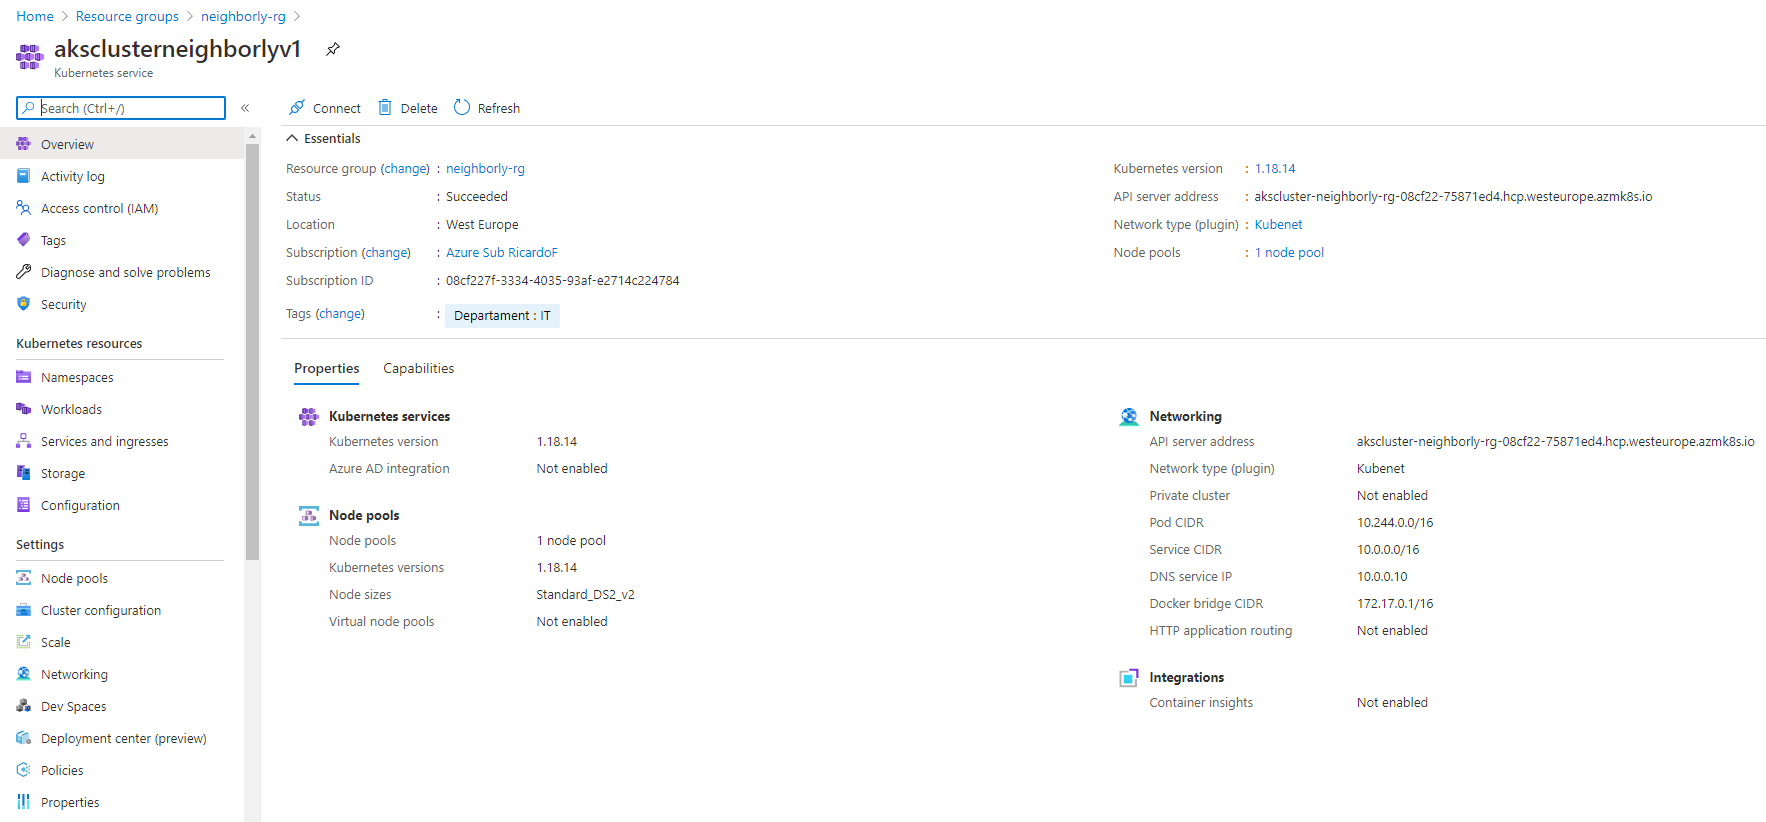 Home > Resource groups > neighborly-rg >
aksclusterneighborlyv1
Kubernetes service
Search (Ctrl+/)
«
Overview
Activity log
Access control (IAM)
Tags
Diagnose and solve problems
Security
Kubernetes resources
Namespaces
Workloads
Services and ingresses
Storage
Configuration
Settings
Node pools
Cluster configuration
Scale
Networking
Dev Spaces
Deployment center (preview)
Policies
Properties
Connect Delete Refresh
Essentials
Resource group (change) : neighborly-rg
Status : Succeeded
Location : West Europe
Subscription (change) : Azure Sub RicardoF
Subscription ID : 08cf227f-3334-4035-93af-e2714c224784
Tags (change) : Departament : IT
Kubernetes version : 1.18.14
API server address : akscluster-neighborly-rg-08cf22-75871ed4.hcp.westeurope.azmk8s.io
Network type (plugin) : Kubenet
Node pools : 1 node pool
Properties Capabilities
Kubernetes services
Kubernetes version 1.18.14
Azure AD integration Not enabled
Node pools
Node pools 1 node pool
Kubernetes versions 1.18.14
Node sizes Standard_DS2_v2
Virtual node pools Not enabled
Networking
API server address akscluster-neighborly-rg-08cf22-75871ed4.hcp.westeurope.azmk8s.io
Network type (plugin) Kubenet
Private cluster Not enabled
Pod CIDR 10.244.0.0/16
Service CIDR 10.0.0.0/16
DNS service IP 10.0.0.10
Docker bridge CIDR 172.17.0.1/16
HTTP application routing Not enabled
Integrations
Container insights Not enabled